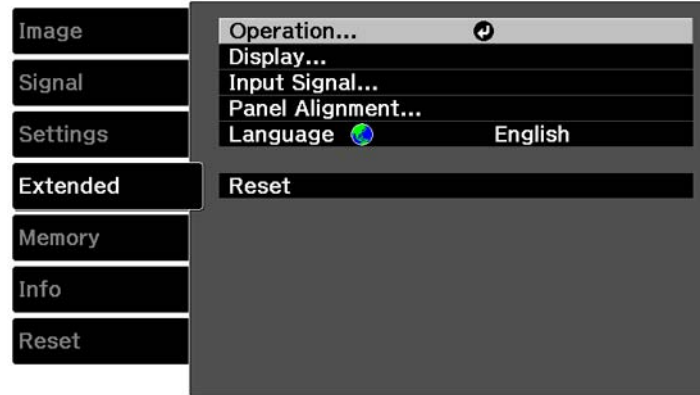 Image
Signal
Settings
Extended
Memory
Info
Reset
Operation...
Display...
Input Signal...
Panel Alignment...
Language English
Reset